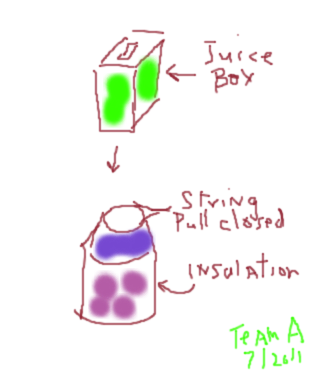 Juice
Box
String
Pull closed
Insulation
Team A
7/2011